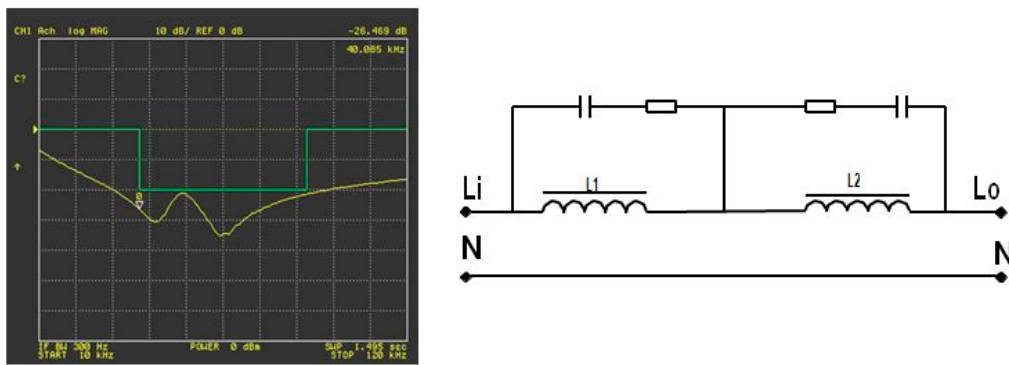 CH1 Ach log MAG 10 dB/ REF 0 dB -26.469 dB
40.085 kHz
C?
IF BW 300 Hz POWER 0 dBm SWP 1.495 sec
START 10 kHz STOP 120 kHz
L1 L2
Li Lo
N N